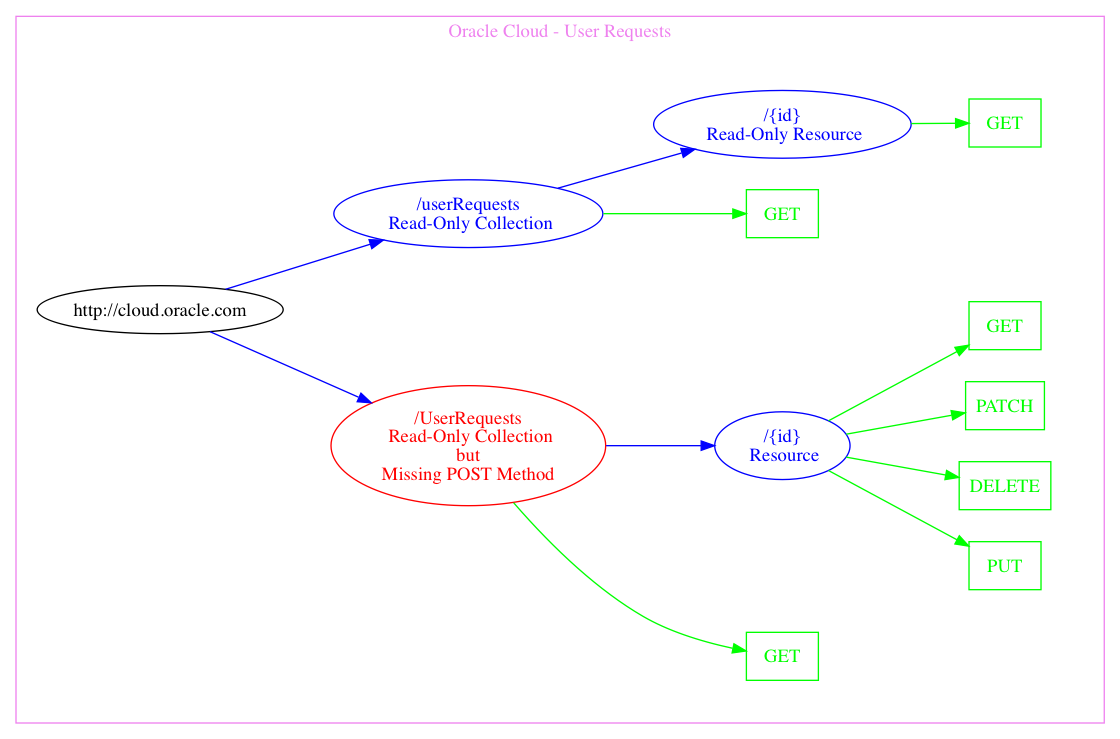 Oracle Cloud - User Requests
/{id}
Read-Only Resource
GET
/userRequests
Read-Only Collection
GET
http://cloud.oracle.com
GET
/UserRequests
Read-Only Collection
but
Missing POST Method
/{id}
Resource
PATCH
DELETE
PUT
GET